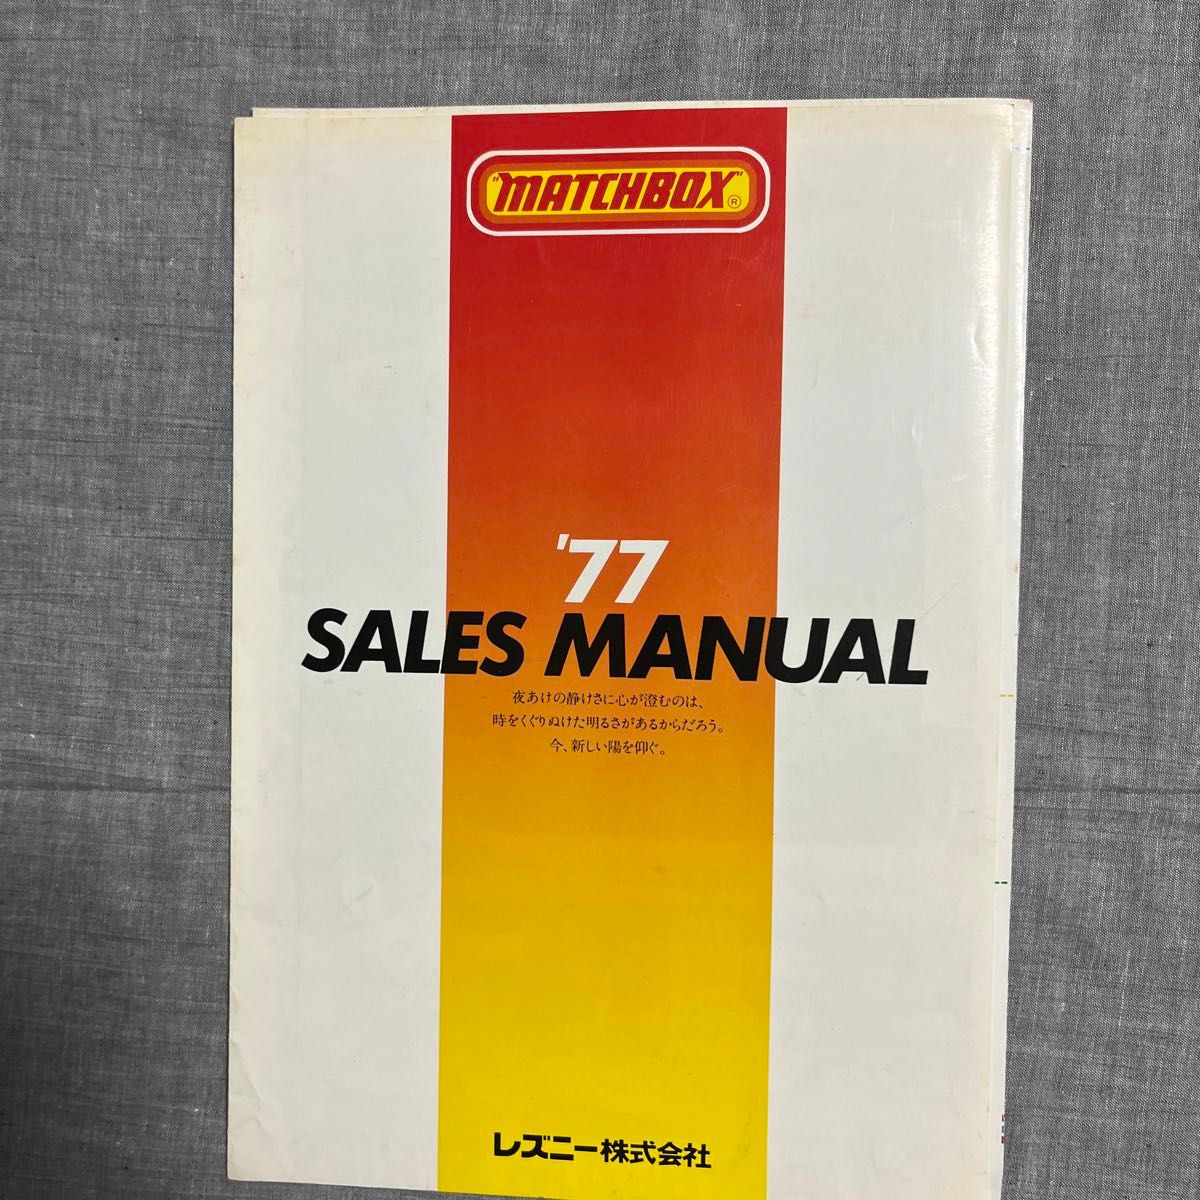 "MATCHBOX"®
'77
SALES MANUAL
夜あけの静けさに心が澄むのは、
時をくぐりぬけた明るさがあるからだろう。
今、新しい陽を仰ぐ。
レズニー株式会社